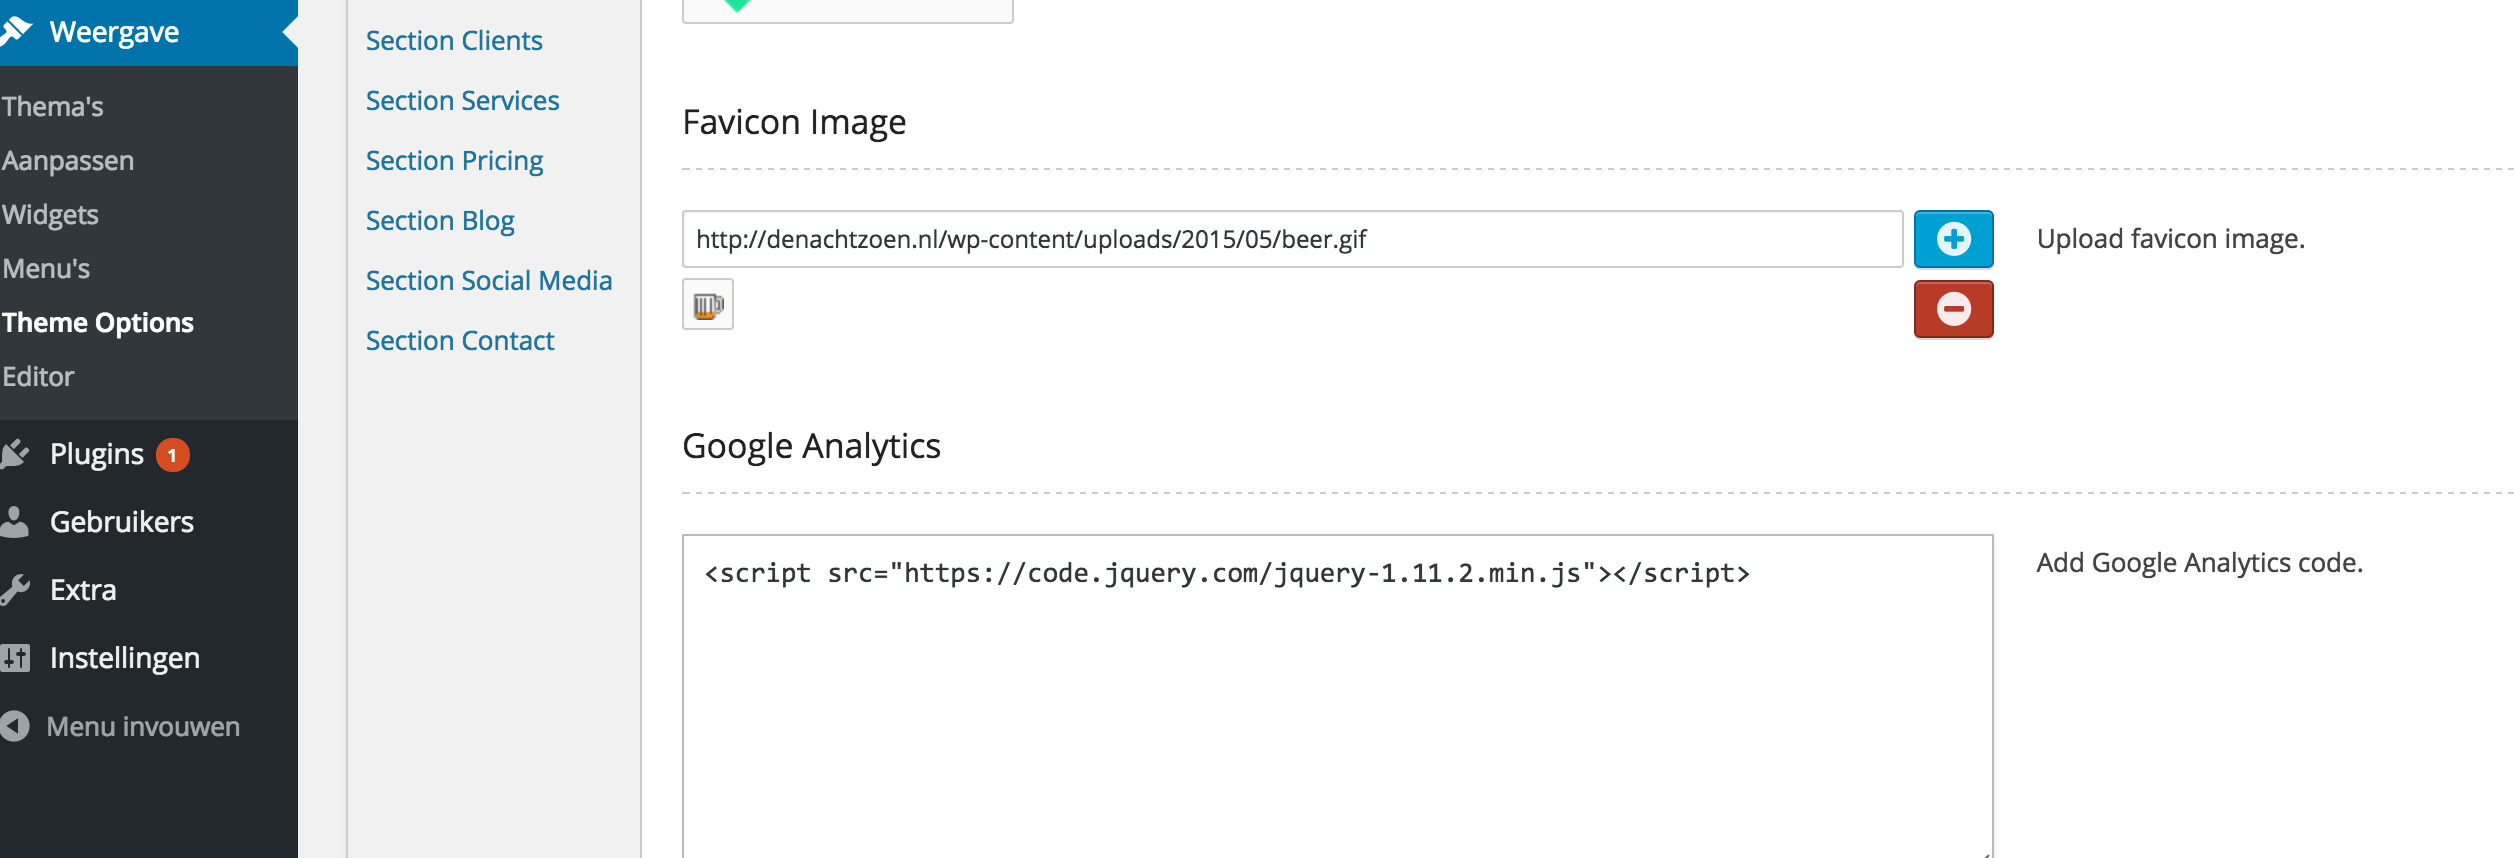 Weergave
Thema's
Aanpassen
Widgets
Menu's
Theme Options
Editor
Plugins 1
Gebruikers
Extra
Instellingen
Menu invouwen
Section Clients
Section Services
Section Pricing
Section Blog
Section Social Media
Section Contact
Favicon Image
http://denachtzoen.nl/wp-content/uploads/2015/05/beer.gif
Upload favicon image.
Google Analytics
<script src="https://code.jquery.com/jquery-1.11.2.min.js"></script>
Add Google Analytics code.